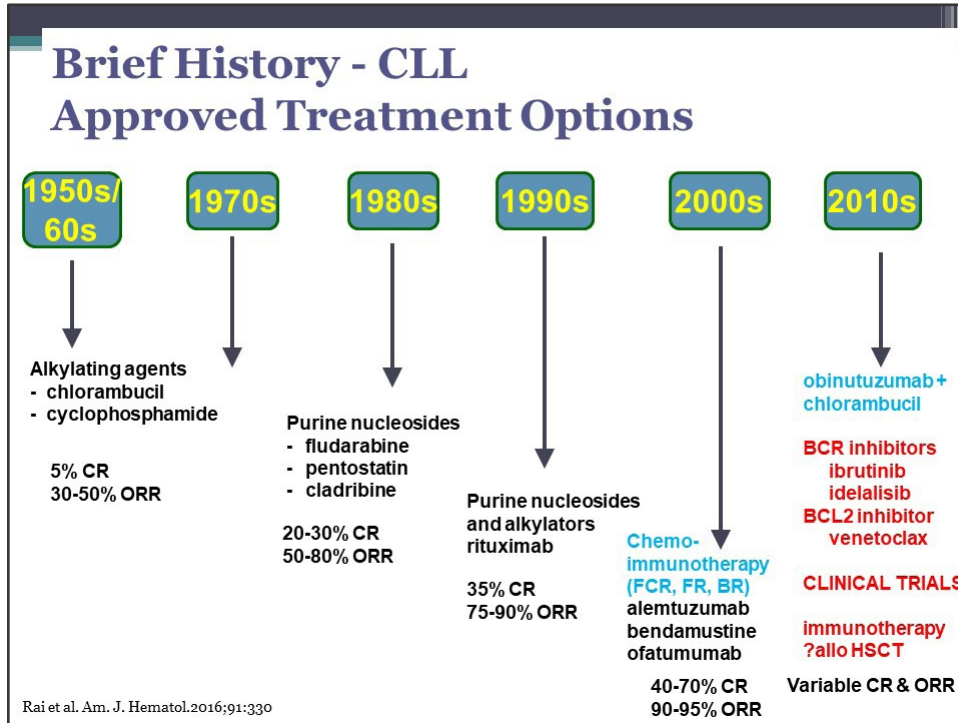 Brief History - CLL
Approved Treatment Options
1950s/
60s
1970s
1980s
1990s
2000s
2010s
Alkylating agents
- chlorambucil
- cyclophosphamide
5% CR
30-50% ORR
Purine nucleosides
- fludarabine
- pentostatin
- cladribine
20-30% CR
50-80% ORR
Purine nucleosides
and alkylators
rituximab
35% CR
75-90% ORR
Chemo-
immunotherapy
(FCR, FR, BR)
alemtuzumab
bendamustine
ofatumumab
40-70% CR
90-95% ORR
obinutuzumab +
chlorambucil
BCR inhibitors
ibrutinib
idelalisib
BCL2 inhibitor
venetoclax
CLINICAL TRIALS
immunotherapy
?allo HSCT
Variable CR & ORR
Rai et al. Am. J. Hematol.2016;91:330